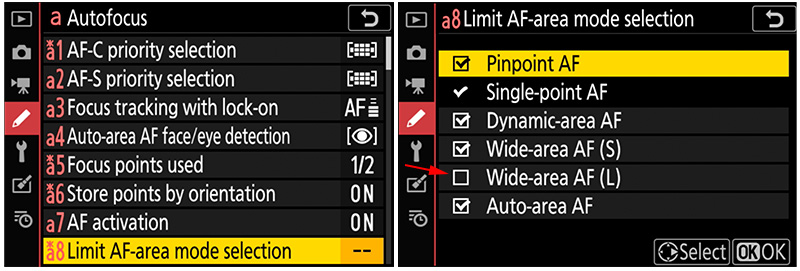 a Autofocus
a1 AF-C priority selection
a2 AF-S priority selection
a3 Focus tracking with lock-on AF
a4 Auto-area AF face/eye detection
a5 Focus points used 1/2
a6 Store points by orientation ON
a7 AF activation ON
a8 Limit AF-area mode selection --
a8 Limit AF-area mode selection
Pinpoint AF
Single-point AF
Dynamic-area AF
Wide-area AF (S)
Wide-area AF (L)
Auto-area AF
Select OK OK